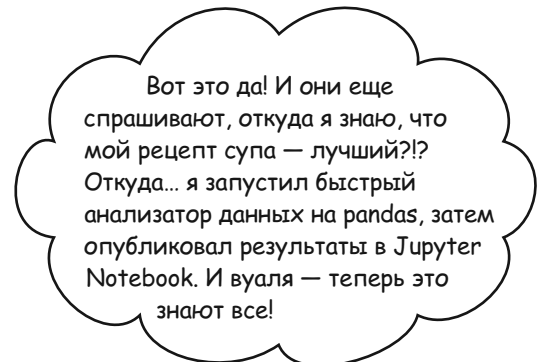 Вот это да! И они еще
спрашивают, откуда я знаю, что
мой рецепт супа — лучший?!?
Откуда... я запустил быстрый
анализатор данных на pandas, затем
опубликовал результаты в Jupyter
Notebook. И вуаля — теперь это
знают все!